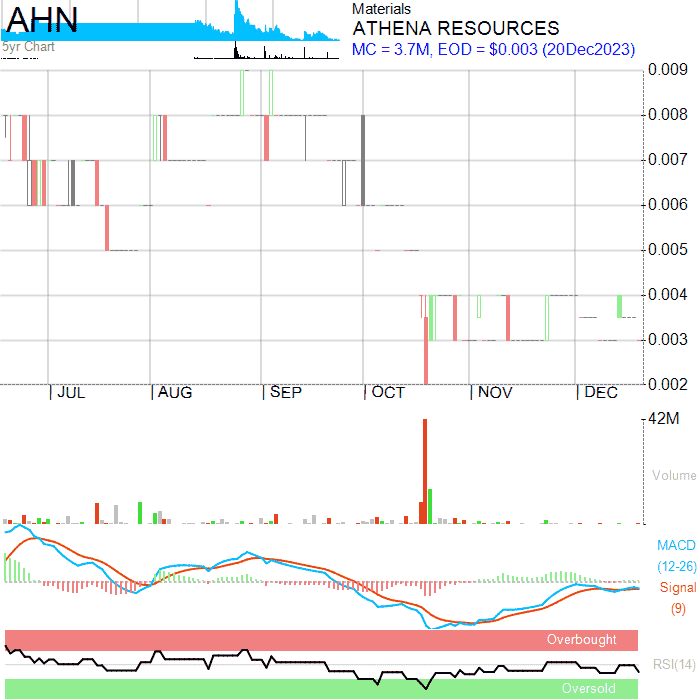 AHN
5yr Chart
Materials
ATHENA RESOURCES
MC = 3.7M, EOD = $0.003 (20Dec2023)
0.009
0.008
0.007
0.006
0.005
0.004
0.003
0.002
JUL AUG SEP OCT NOV DEC
42M
Volume
MACD
(12-26)
Signal
(9)
Overbought
RSI(14)
Oversold